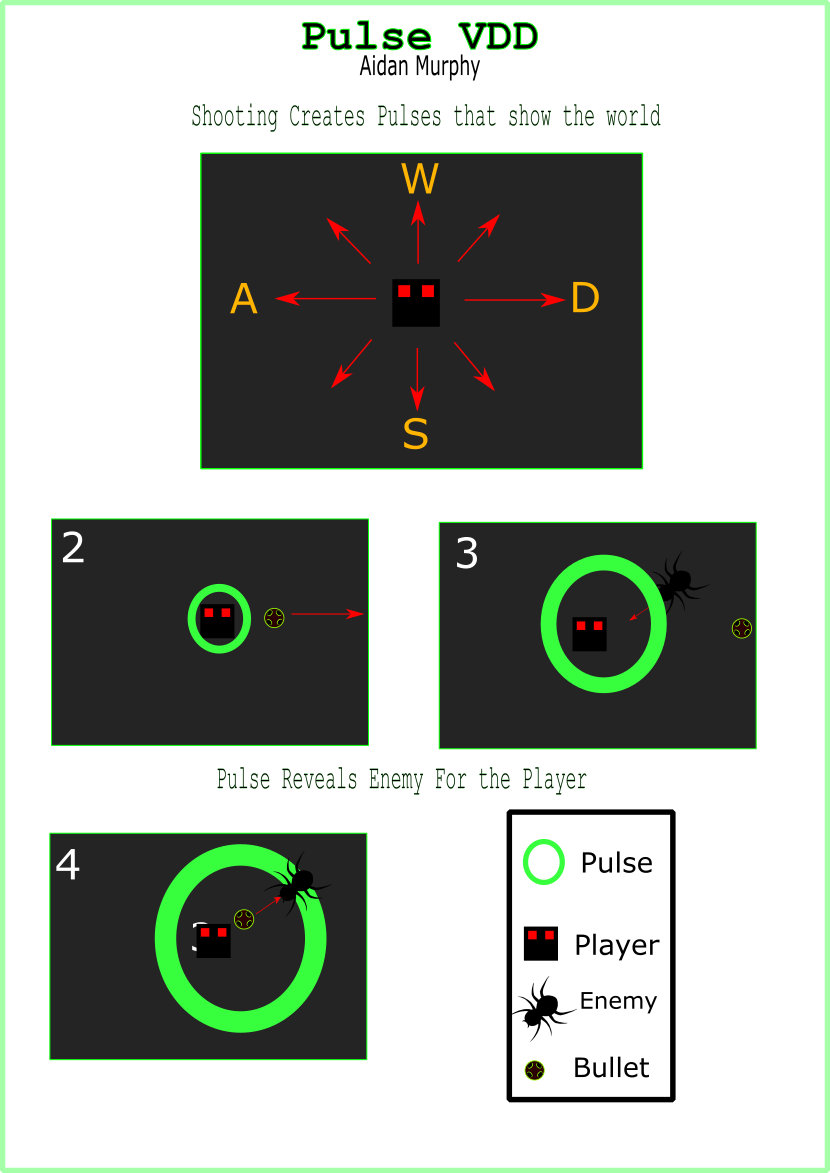 Pulse VDD
Aidan Murphy
Shooting Creates Pulses that show the world
W
A
D
S
2
3
Pulse Reveals Enemy For the Player
4
3
Pulse
Player
Enemy
Bullet